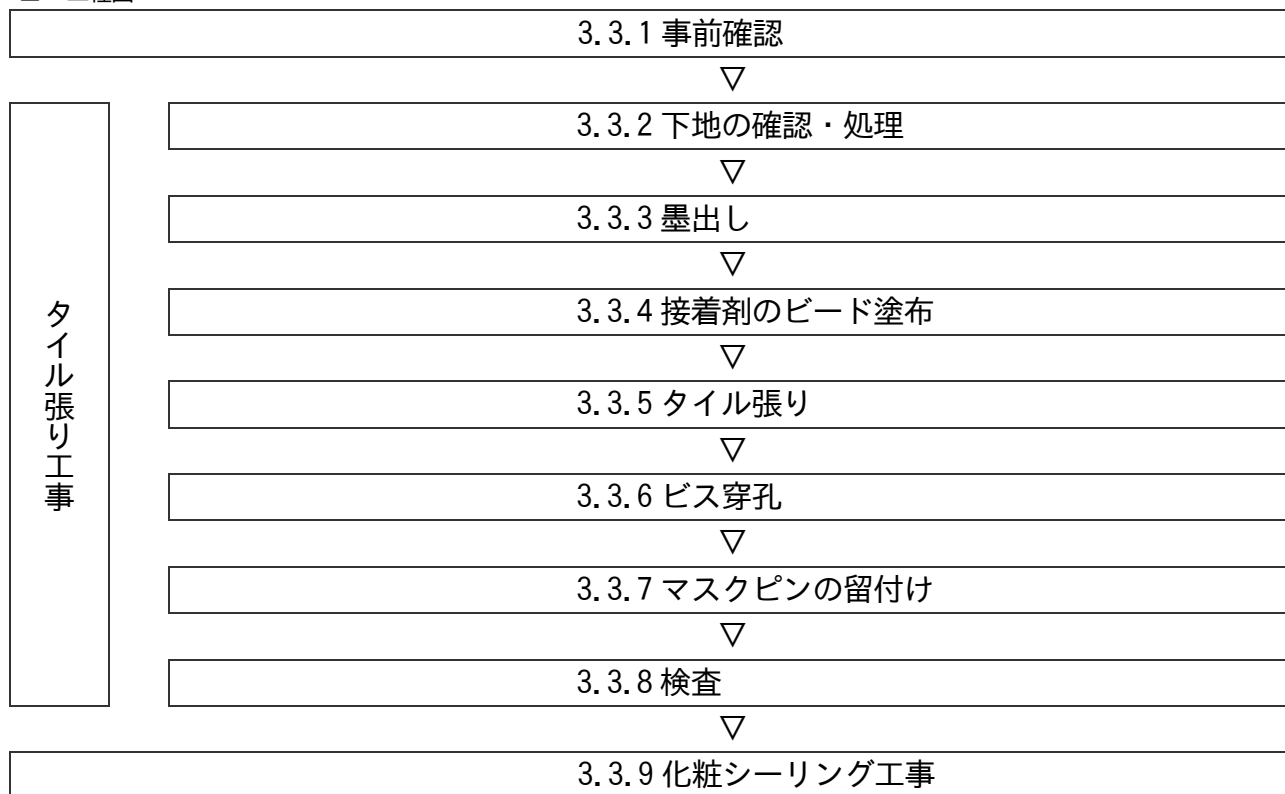 3.3.1 事前確認
▽
タイル張り工事
3.3.2 下地の確認・処理
▽
3.3.3 墨出し
▽
3.3.4 接着剤のビード塗布
▽
3.3.5 タイル張り
▽
3.3.6 ビス穿孔
▽
3.3.7 マスクピンの留付け
▽
3.3.8 検査
▽
3.3.9 化粧シーリング工事